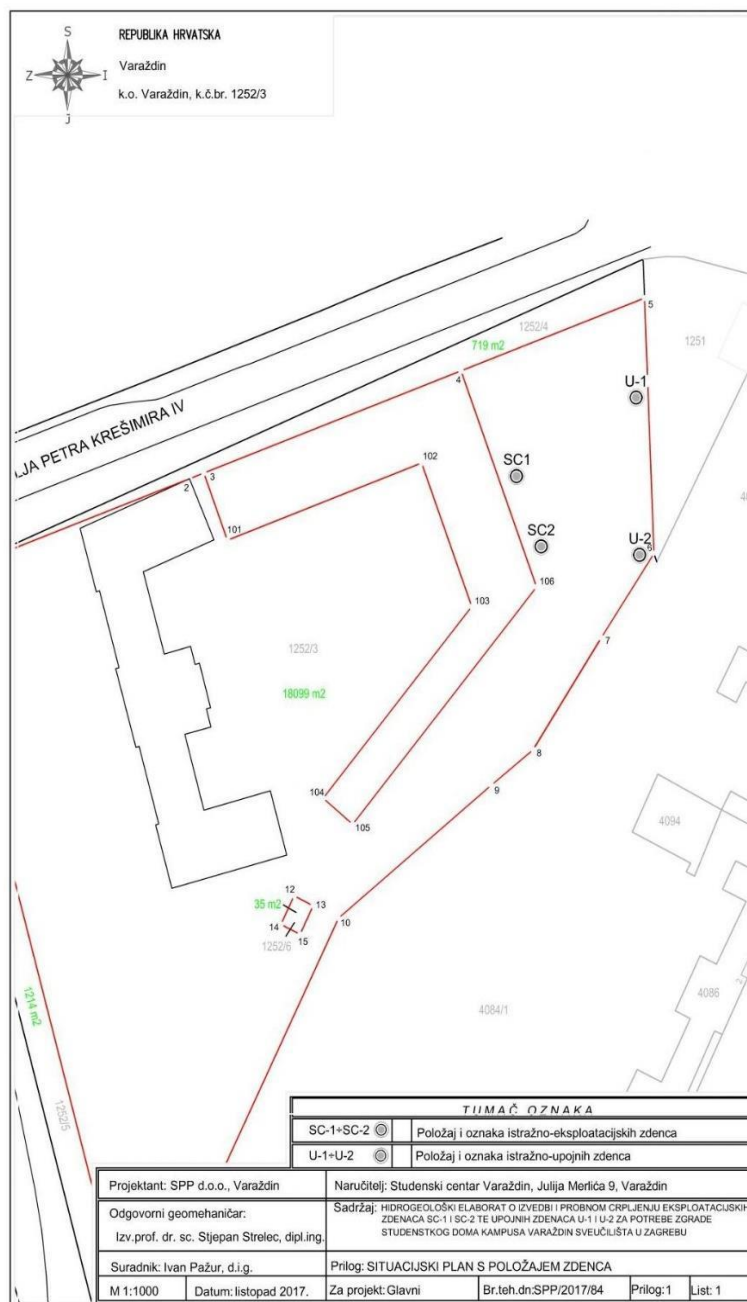 S
REPUBLIKA HRVATSKA
Varaždin
Z I
k.o. Varaždin, k.č.br. 1252/3
J
5
1252/4
1251
719 m2
4
U-1
LJA PETRA KREŠIMIRA IV
102
SC1
2 3
101
SC2
U-2
6
106
103
7
1252/3
18099 m2
8
9
104
105
4094
12
35 m2
13
14
10
15
1252/6
4086
1214 m2
4084/1
1252/5
TUMAČ OZNAKA
SC-1÷SC-2 Položaj i oznaka istražno-eksploatacijskih zdenca
U-1÷U-2 Položaj i oznaka istražno-upojnih zdenca
Projektant: SPP d.o.o., Varaždin
Naručitelj: Studenski centar Varaždin, Julija Merlića 9, Varaždin
Odgovorni geomehaničar:
Izv.prof. dr. sc. Stjepan Strelec, dipl.ing.
Sadržaj: HIDROGEOLOŠKI ELABORAT O IZVEDBI I PROBNOM CRPLJENJU EKSPLOATACIJSKIH
ZDENACA SC-1 I SC-2 TE UPOJNIH ZDENACA U-1 I U-2 ZA POTREBE ZGRADE
STUDENSTKOG DOMA KAMPUSA VARAŽDIN SVEUČILIŠTA U ZAGREBU
Suradnik: Ivan Pažur, d.i.g.
Prilog: SITUACIJSKI PLAN S POLOŽAJEM ZDENCA
M 1:1000 Datum: listopad 2017. Za projekt: Glavni Br.teh.dn:SPP/2017/84 Prilog:1 List: 1